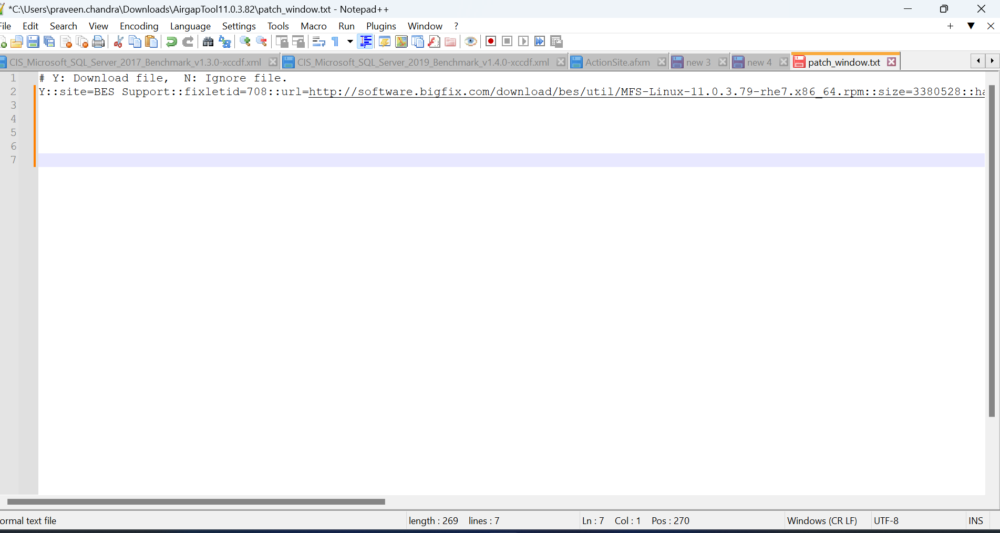 *C:\Users\praveen.chandra\Downloads\AirgapTool11.0.3.82\patch_window.txt - Notepad++
File Edit Search View Encoding Language Settings Tools Macro Run Plugins Window ?
CIS_Microsoft_SQL_Server_2017_Benchmark_v1.3.0-xccdf.xml CIS_Microsoft_SQL_Server_2019_Benchmark_v1.4.0-xccdf.xml ActionSite.afxm new 3 new 4 patch_window.txt
1 # Y: Download file, N: Ignore file.
2 Y::site=BES Support::fixletid=708::url=http://software.bigfix.com/download/bes/util/MFS-Linux-11.0.3.79-rhe7.x86_64.rpm::size=3380528::ha
3
4
5
6
7
ormal text file length : 269 lines : 7 Ln : 7 Col : 1 Pos : 270 Windows (CR LF) UTF-8 INS